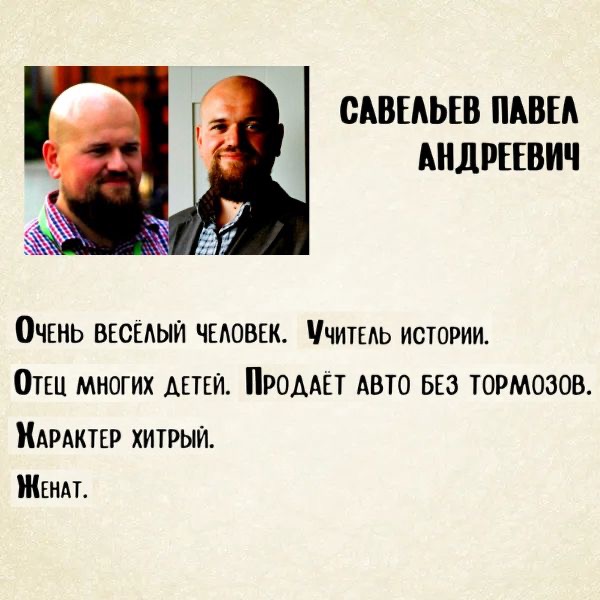 САВЕЛЬЕВ ПАВЕЛ
АНДРЕЕВИЧ
Очень весёлый человек. Учитель истории.
Отец многих детей. Продаёт авто без тормозов.
Характер хитрый.
Женат.